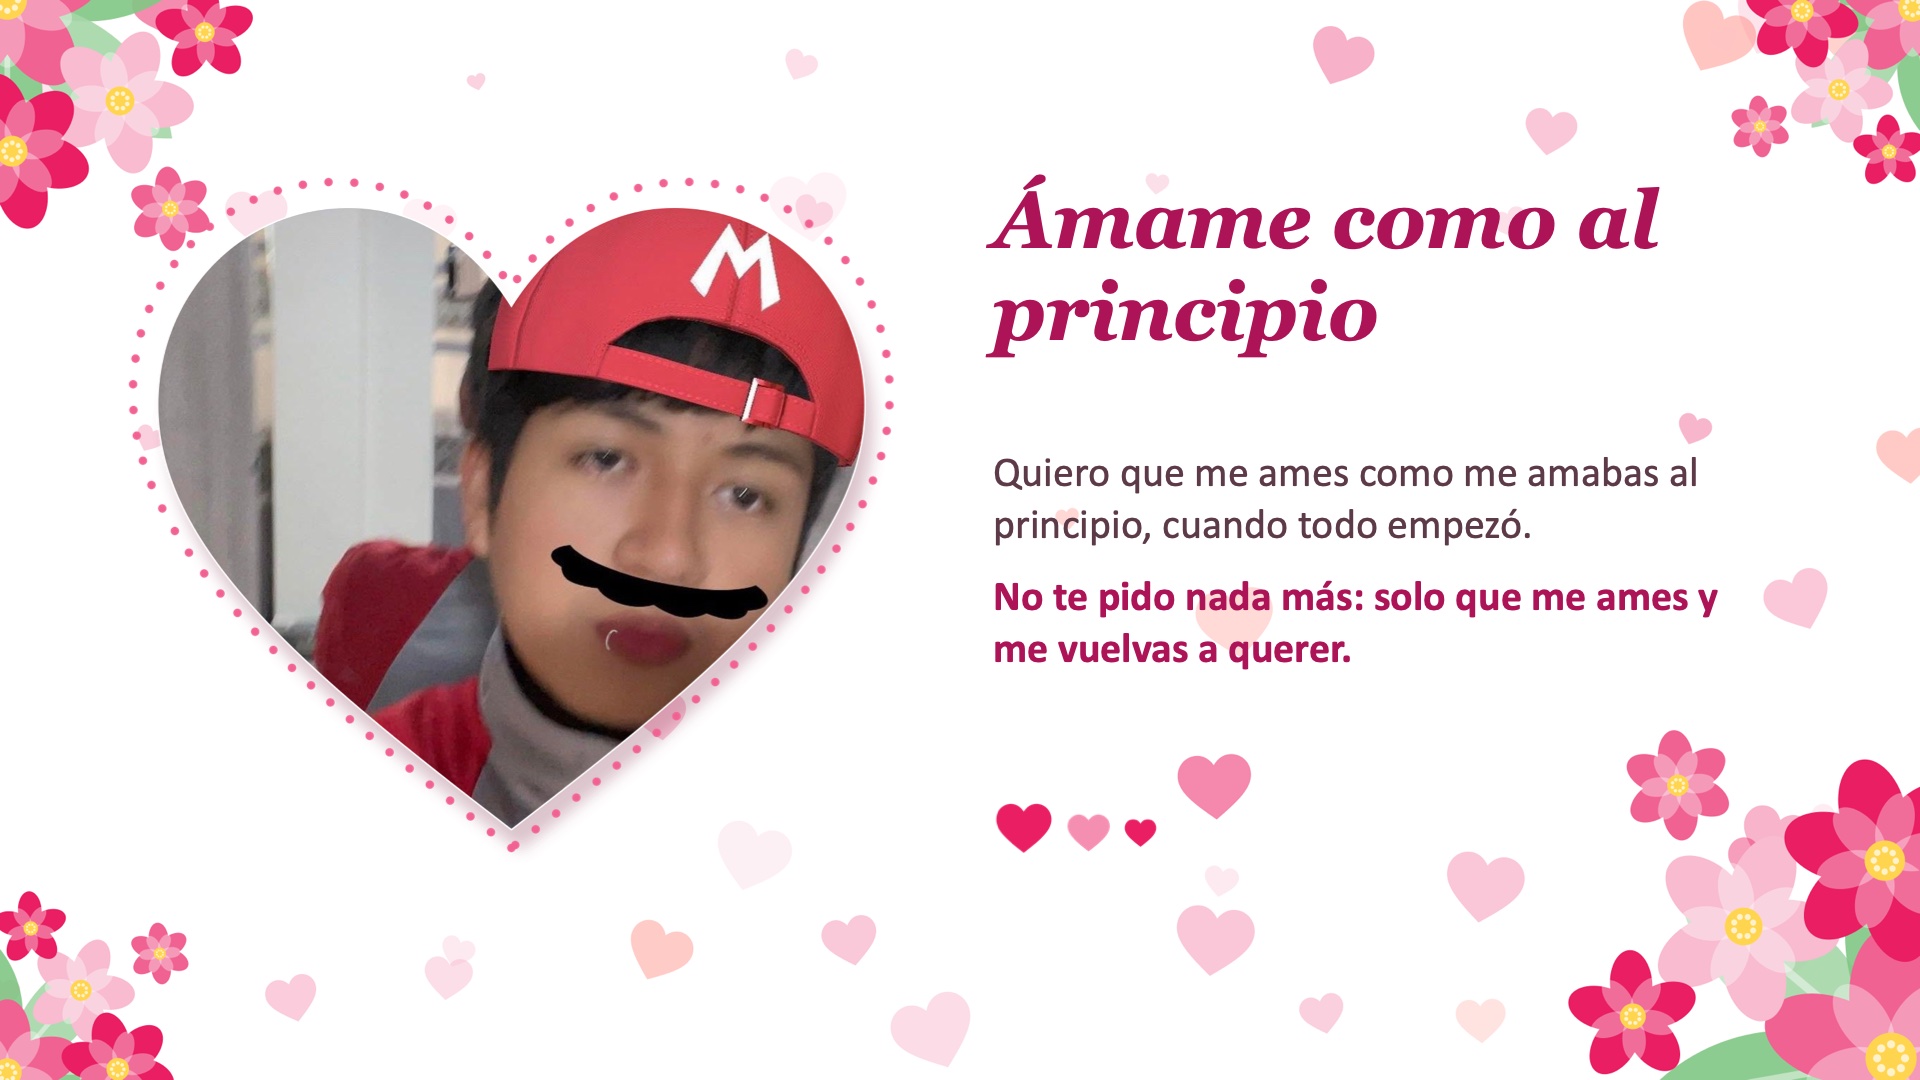 M
Ámame como al
principio
Quiero que me ames como me amabas al
principio, cuando todo empezó.
No te pido nada más: solo que me ames y
me vuelvas a querer.